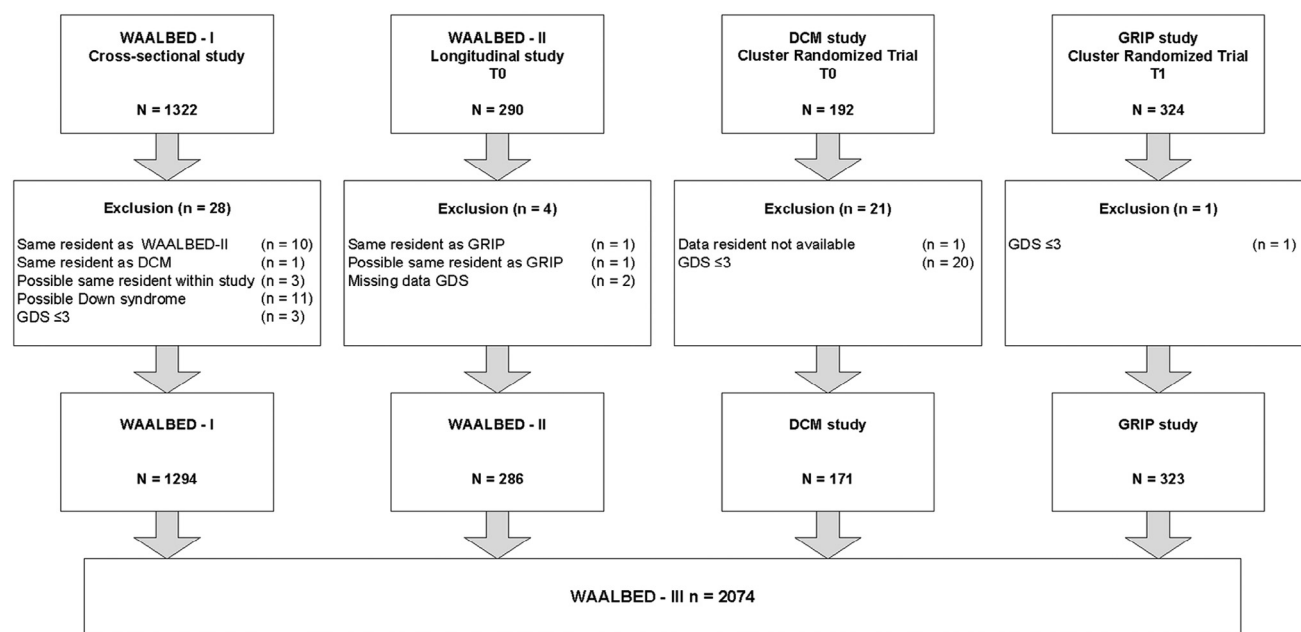 WAALBED - I
Cross-sectional study
N = 1322
WAALBED - II
Longitudinal study
T0
N = 290
DCM study
Cluster Randomized Trial
T0
N = 192
GRIP study
Cluster Randomized Trial
T1
N = 324
Exclusion (n = 28)
Same resident as WAALBED-II (n = 10)
Same resident as DCM (n = 1)
Possible same resident within study (n = 3)
Possible Down syndrome (n = 11)
GDS ≤3 (n = 3)
Exclusion (n = 4)
Same resident as GRIP (n = 1)
Possible same resident as GRIP (n = 1)
Missing data GDS (n = 2)
Exclusion (n = 21)
Data resident not available (n = 1)
GDS ≤3 (n = 20)
Exclusion (n = 1)
GDS ≤3 (n = 1)
WAALBED - I
N = 1294
WAALBED - II
N = 286
DCM study
N = 171
GRIP study
N = 323
WAALBED - III n = 2074